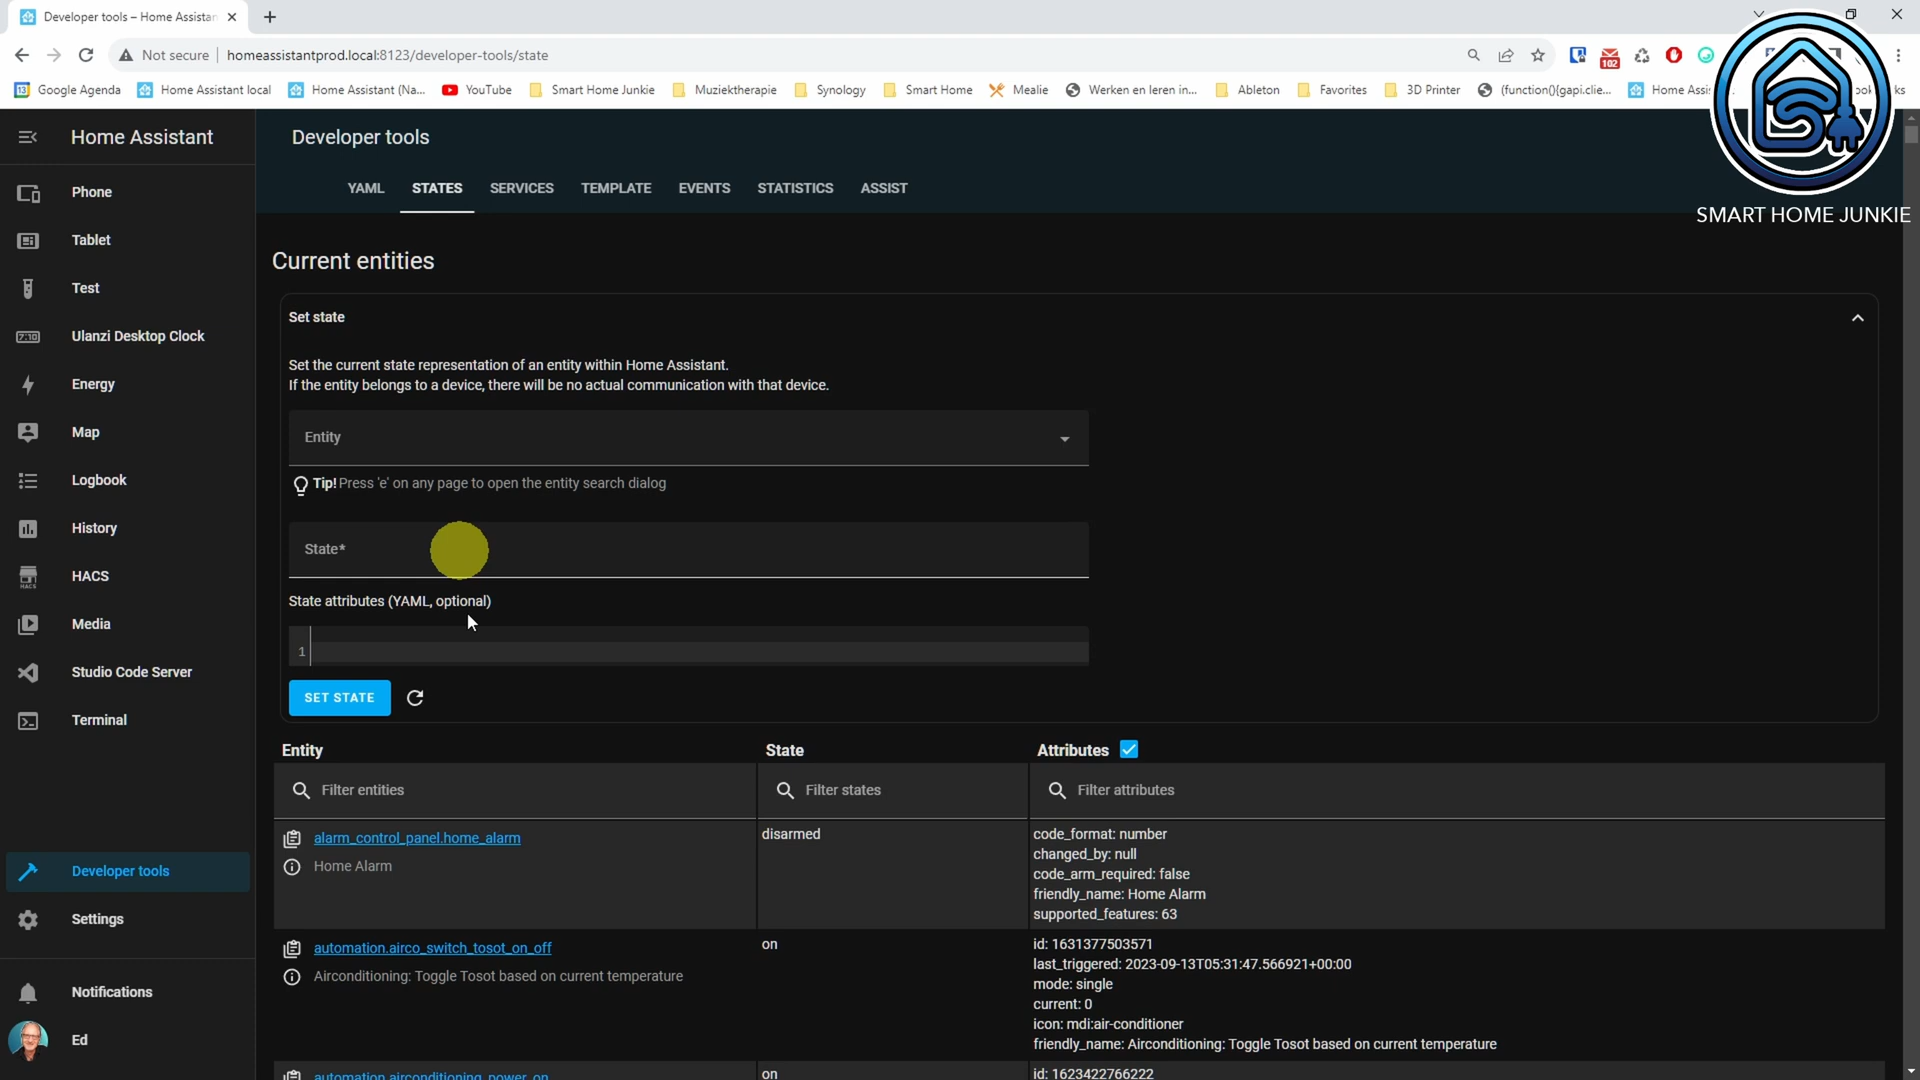 Developer tools – Home Assistan
Not secure
homeassistantprod.local:8123/developer-tools/state
102
Google Agenda
Home Assistant local
Home Assistant (Na...
YouTube
Smart Home Junkie
Muziektherapie
Synology
Smart Home
Mealie
Werken en leren in...
Ableton
Favorites
3D Printer
(function(){gapi.clie...
Home Assis
ks
SMART HOME JUNKIE
Home Assistant
Developer tools
YAML
STATES
SERVICES
TEMPLATE
EVENTS
STATISTICS
ASSIST
Phone
Tablet
Test
7:10
Ulanzi Desktop Clock
Energy
Map
Logbook
History
HACS
HACS
Media
Studio Code Server
Terminal
Developer tools
Settings
Notifications
Ed
Current entities
Set state
Set the current state representation of an entity within Home Assistant.
If the entity belongs to a device, there will be no actual communication with that device.
Entity
Tip! Press 'e' on any page to open the entity search dialog
State*
State attributes (YAML, optional)
1
SET STATE
Entity
State
Attributes
Filter entities
Filter states
Filter attributes
alarm_control_panel.home_alarm
Home Alarm
disarmed
code_format: number
changed_by: null
code_arm_required: false
friendly_name: Home Alarm
supported_features: 63
automation.airco_switch_tosot_on_off
Airconditioning: Toggle Tosot based on current temperature
on
id: 1631377503571
last_triggered: 2023-09-13T05:31:47.566921+00:00
mode: single
current: 0
icon: mdi:air-conditioner
friendly_name: Airconditioning: Toggle Tosot based on current temperature
automation.airconditioning_power_on
on
id: 1623422766222